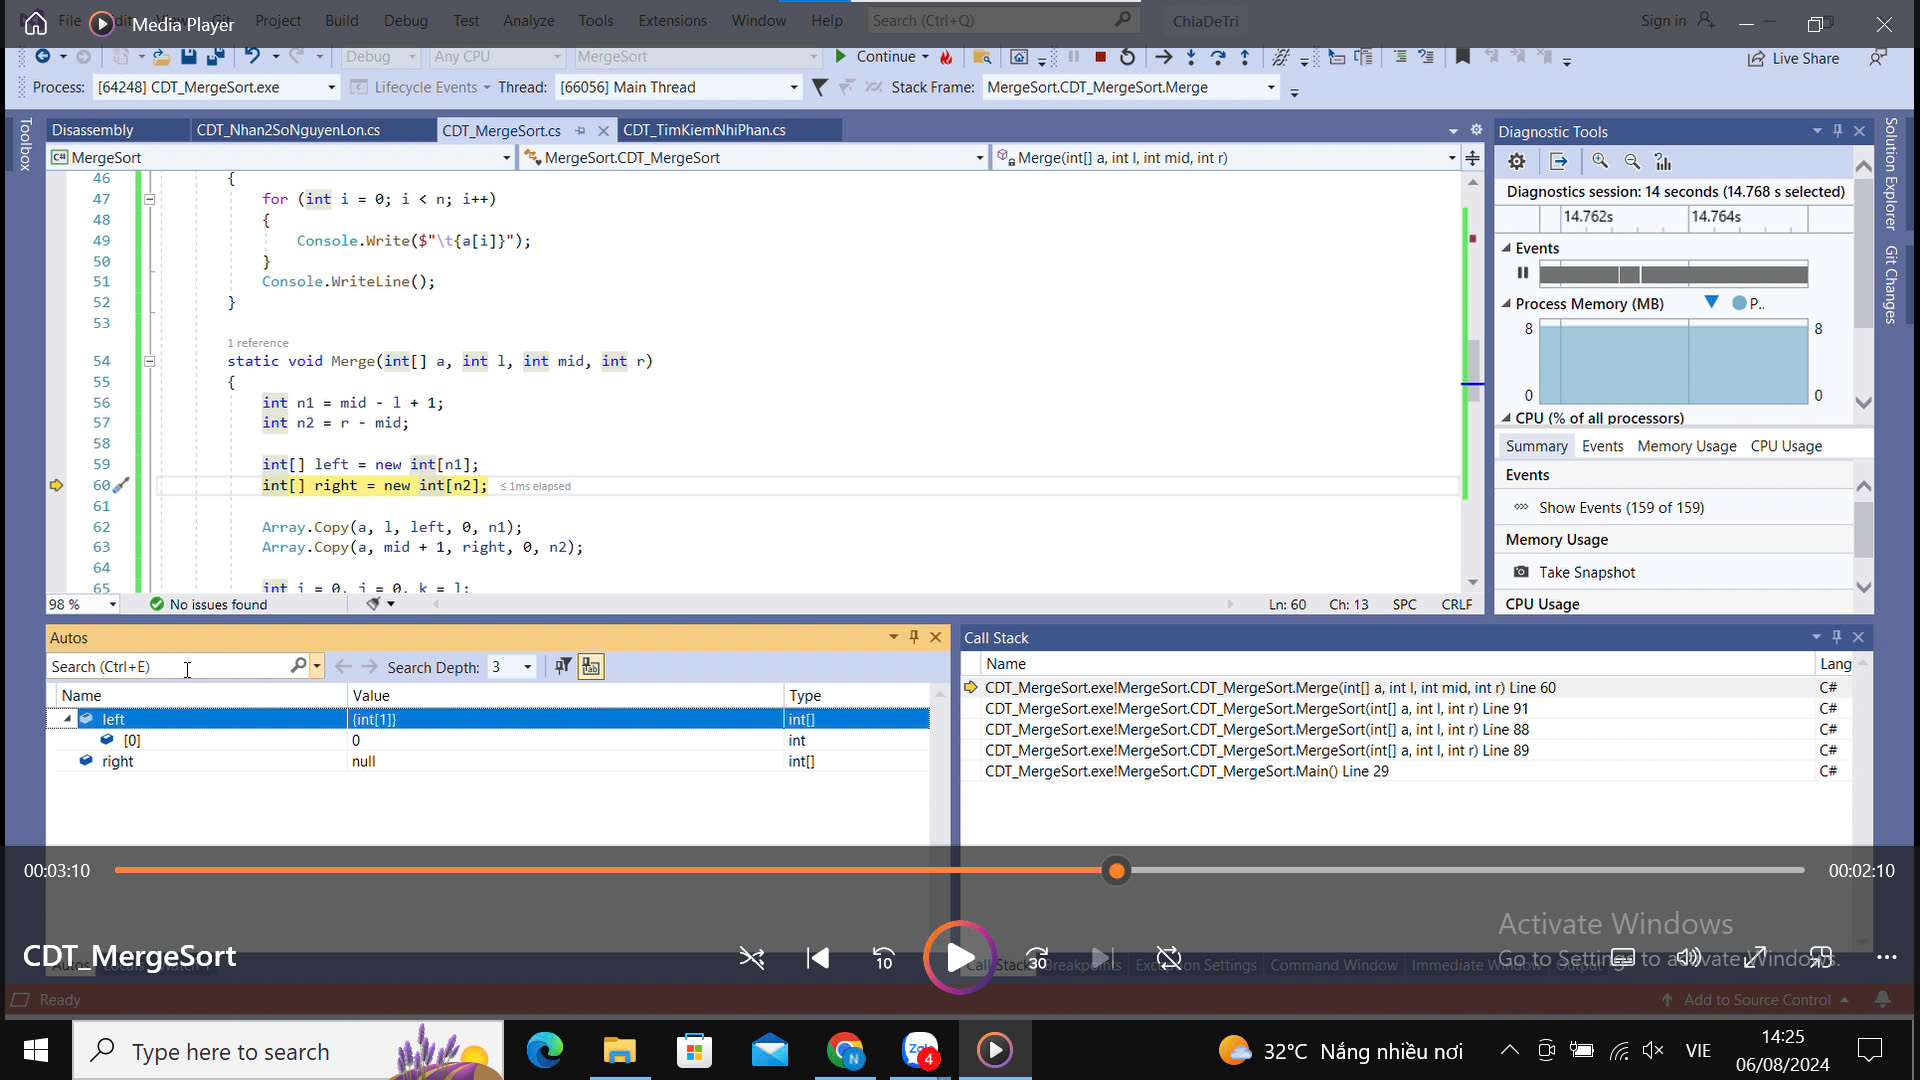 File
Git
Project
Build
Debug
Test
Analyze
Tools
Extensions
Window
Help
Search (Ctrl+Q)
ChiaDeTri
Sign in
Media Player
Debug
Any CPU
MergeSort
Continue
Live Share
Process: [64248] CDT_MergeSort.exe
Lifecycle Events
Thread: [66056] Main Thread
Stack Frame: MergeSort.CDT_MergeSort.Merge
Toolbox
Disassembly
CDT_Nhan2SoNguyenLon.cs
CDT_MergeSort.cs
CDT_TimKiemNhiPhan.cs
C# MergeSort
MergeSort.CDT_MergeSort
Merge(int[] a, int l, int mid, int r)
46 {
47 for (int i = 0; i < n; i++)
48 {
49 Console.Write($"\t{a[i]}");
50 }
51 Console.WriteLine();
52 }
53
1 reference
54 static void Merge(int[] a, int l, int mid, int r)
55 {
56 int n1 = mid - l + 1;
57 int n2 = r - mid;
58
59 int[] left = new int[n1];
60 int[] right = new int[n2]; ≤ 1ms elapsed
61
62 Array.Copy(a, l, left, 0, n1);
63 Array.Copy(a, mid + 1, right, 0, n2);
64
65 int i = 0, j = 0, k = l;
98 %
No issues found
Ln: 60 Ch: 13 SPC CRLF
Diagnostic Tools
Diagnostics session: 14 seconds (14.768 s selected)
14.762s 14.764s
Events
Process Memory (MB)
P..
8 8
0 0
CPU (% of all processors)
Summary Events Memory Usage CPU Usage
Events
Show Events (159 of 159)
Memory Usage
Take Snapshot
CPU Usage
Solution Explorer
Git Changes
Autos
Search (Ctrl+E)
Search Depth: 3
Name Value Type
left {int[1]} int[]
[0] 0 int
right null int[]
Call Stack
Name Lang
CDT_MergeSort.exe!MergeSort.CDT_MergeSort.Merge(int[] a, int l, int mid, int r) Line 60 C#
CDT_MergeSort.exe!MergeSort.CDT_MergeSort.MergeSort(int[] a, int l, int r) Line 91 C#
CDT_MergeSort.exe!MergeSort.CDT_MergeSort.MergeSort(int[] a, int l, int r) Line 88 C#
CDT_MergeSort.exe!MergeSort.CDT_MergeSort.MergeSort(int[] a, int l, int r) Line 89 C#
CDT_MergeSort.exe!MergeSort.CDT_MergeSort.Main() Line 29 C#
00:03:10
00:02:10
CDT_MergeSort
10
30
Activate Windows
Go to Settings to activate Windows.
Autos Locals Watch 1
Call Stack Breakpoints Exception Settings Command Window Immediate Window Output
Ready
Add to Source Control
Type here to search
N
Zalo
4
32°C Nắng nhiều nơi
VIE
14:25
06/08/2024